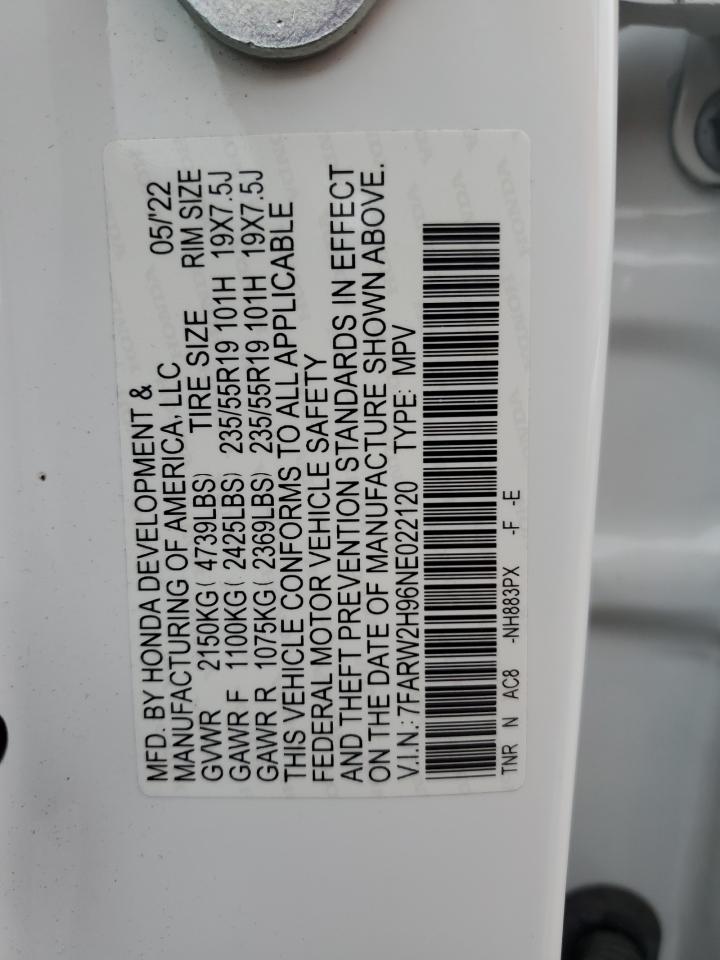 MFD. BY HONDA DEVELOPMENT &
MANUFACTURING OF AMERICA, LLC 05/'22
GVWR 2150KG( 4739LBS) TIRE SIZE RIM SIZE
GAWR F 1100KG( 2425LBS) 235/55R19 101H 19X7.5J
GAWR R 1075KG( 2369LBS) 235/55R19 101H 19X7.5J
THIS VEHICLE CONFORMS TO ALL APPLICABLE
FEDERAL MOTOR VEHICLE SAFETY
AND THEFT PREVENTION STANDARDS IN EFFECT
ON THE DATE OF MANUFACTURE SHOWN ABOVE.
V.I.N.: 7FARW2H96NE022120 TYPE: MPV
TNR N AC8 -NH883PX -F -E